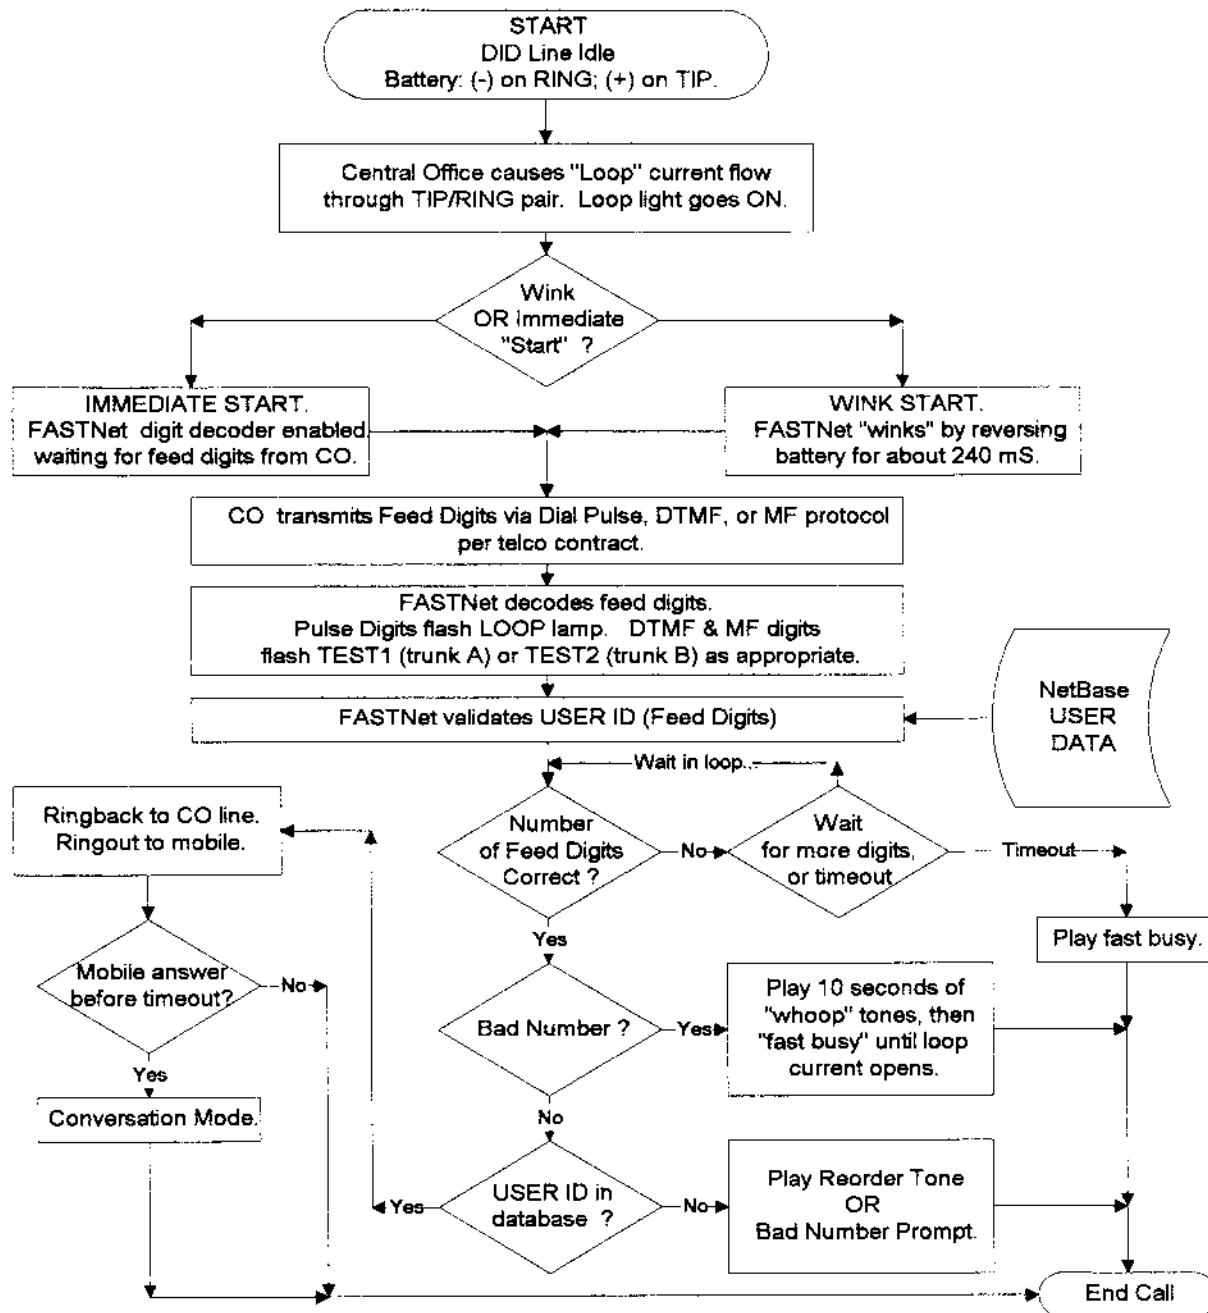 START
DID Line Idle
Battery: (-) on RING; (+) on TIP.
Central Office causes "Loop" current flow
through TIP/RING pair. Loop light goes ON.
Wink
OR Immediate
"Start" ?
IMMEDIATE START.
FASTNet digit decoder enabled
waiting for feed digits from CO.
WINK START.
FASTNet "winks" by reversing
battery for about 240 mS.
CO transmits Feed Digits via Dial Pulse, DTMF, or MF protocol
per telco contract.
FASTNet decodes feed digits.
Pulse Digits flash LOOP lamp. DTMF & MF digits
flash TEST1 (trunk A) or TEST2 (trunk B) as appropriate.
NetBase
USER
DATA
FASTNet validates USER ID (Feed Digits)
Wait in loop...
Ringback to CO line.
Ringout to mobile.
Number
of Feed Digits
Correct ?
No
Wait
for more digits,
or timeout
Timeout
Play fast busy.
Yes
Mobile answer
before timeout?
No
Yes
Conversation Mode.
Bad Number ?
Yes
Play 10 seconds of
"whoop" tones, then
"fast busy" until loop
current opens.
No
USER ID in
database ?
Yes
No
Play Reorder Tone
OR
Bad Number Prompt.
End Call